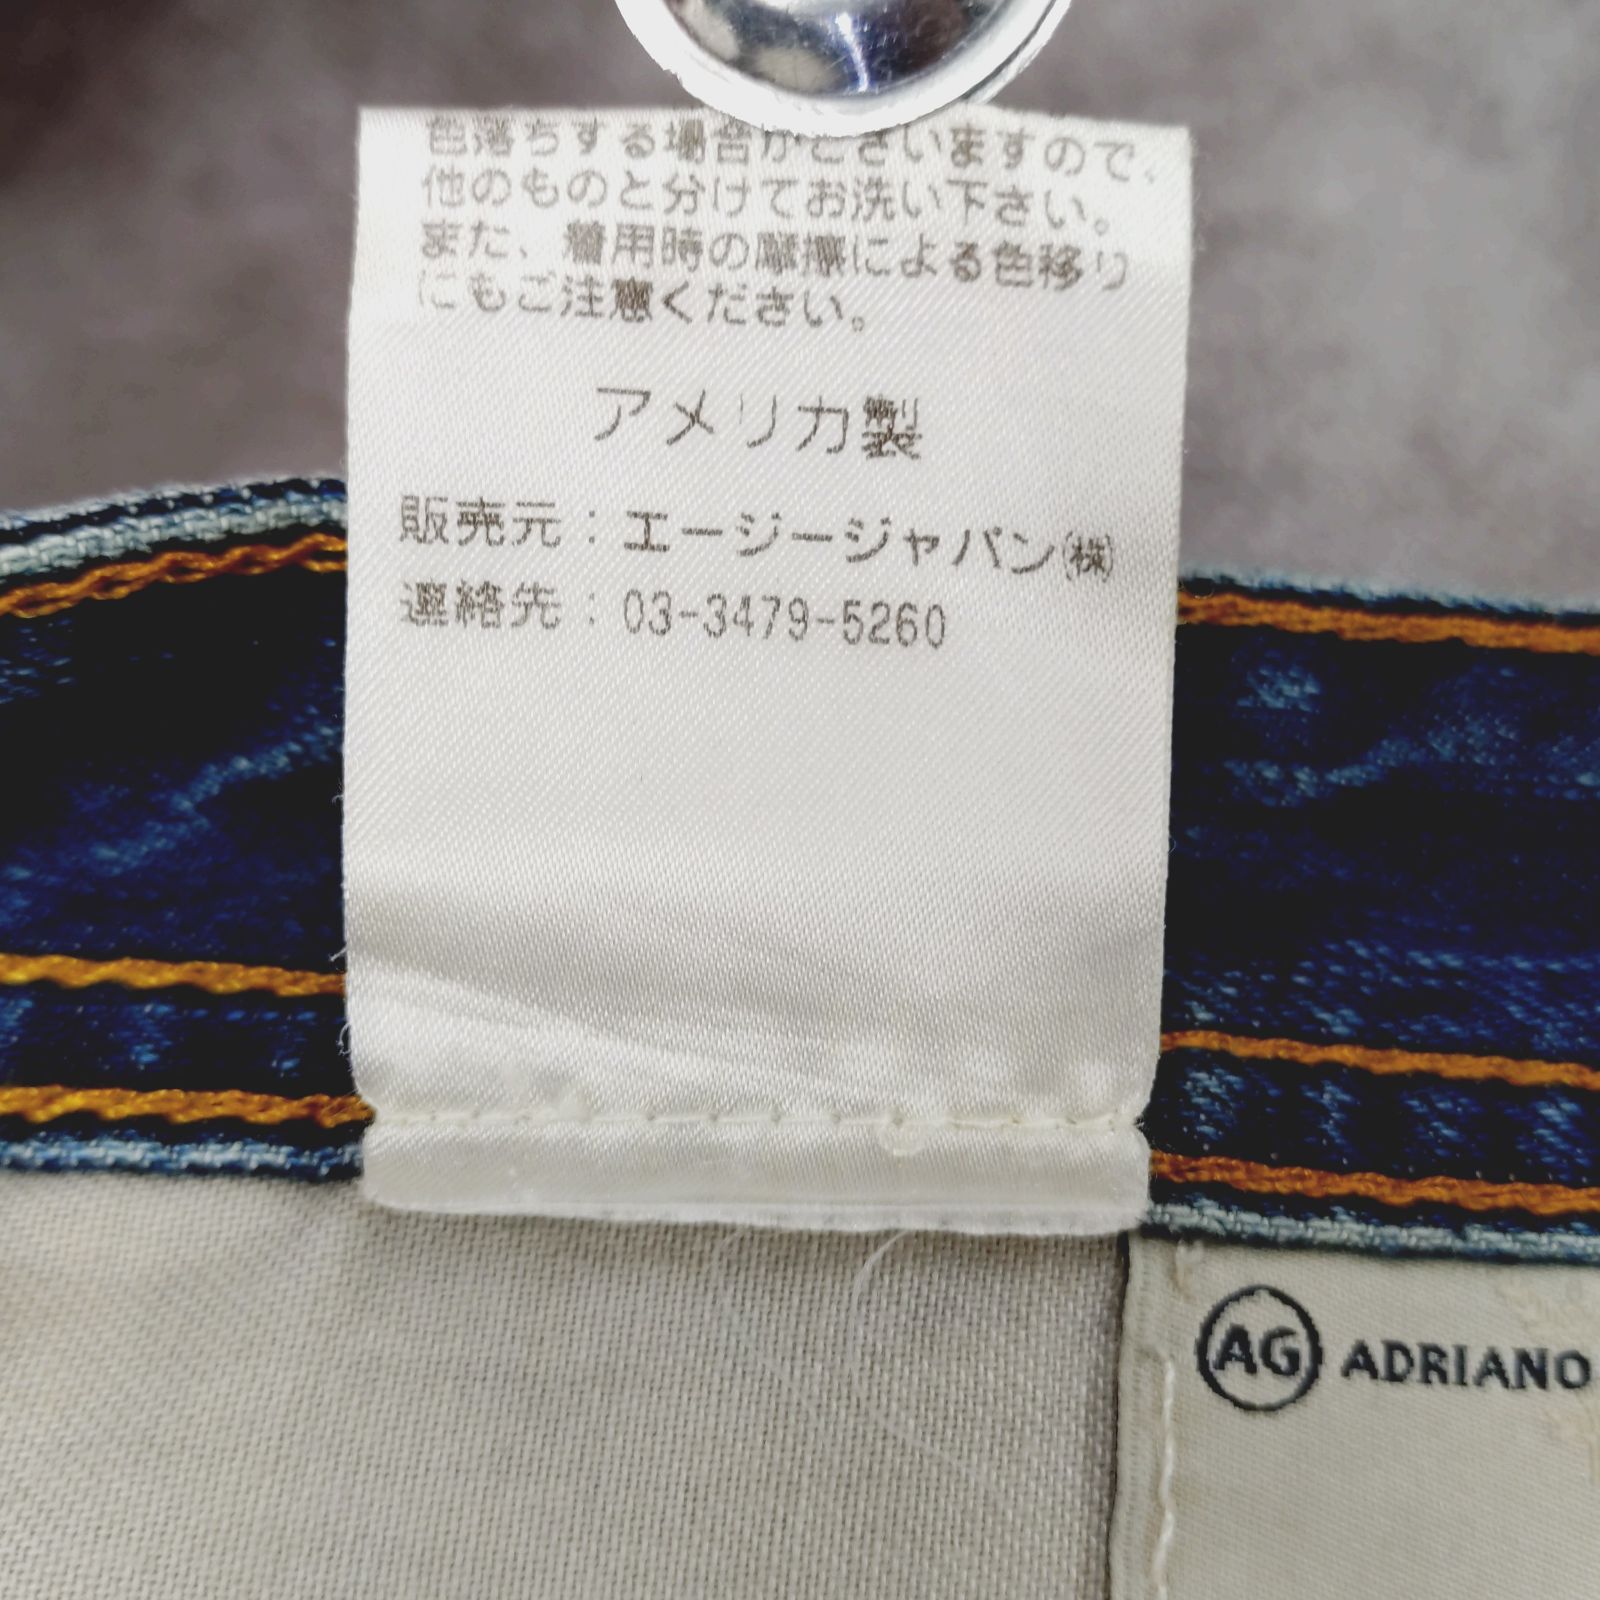 色落ちする場合がございますので、
他のものと分けてお洗い下さい。
また、着用時の摩擦による色移り
にもご注意ください。
アメリカ製
販売元：エージージャパン㈱
連絡先：03-3479-5260
AG ADRIANO